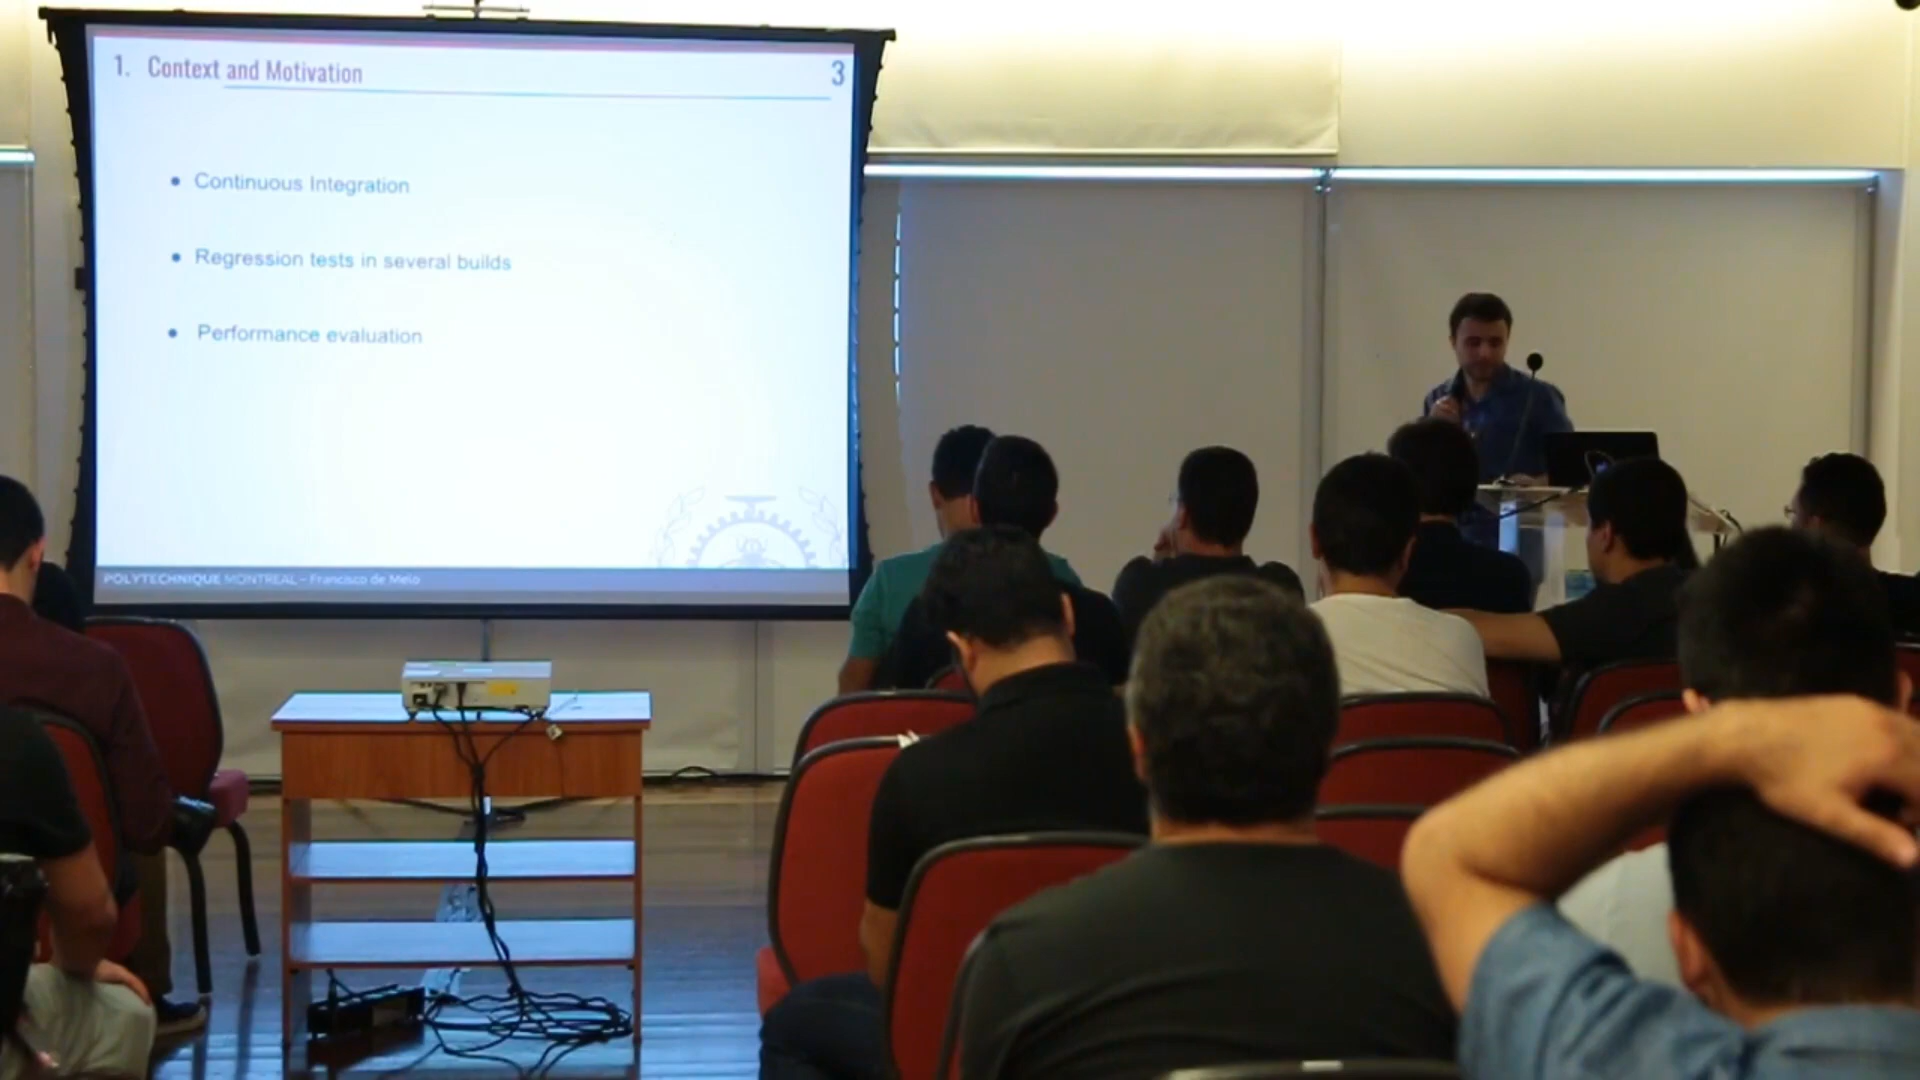 1. Context and Motivation 3
• Continuous Integration
• Regression tests in several builds
• Performance evaluation
POLYTECHNIQUE MONTREAL – Francisco de Melo